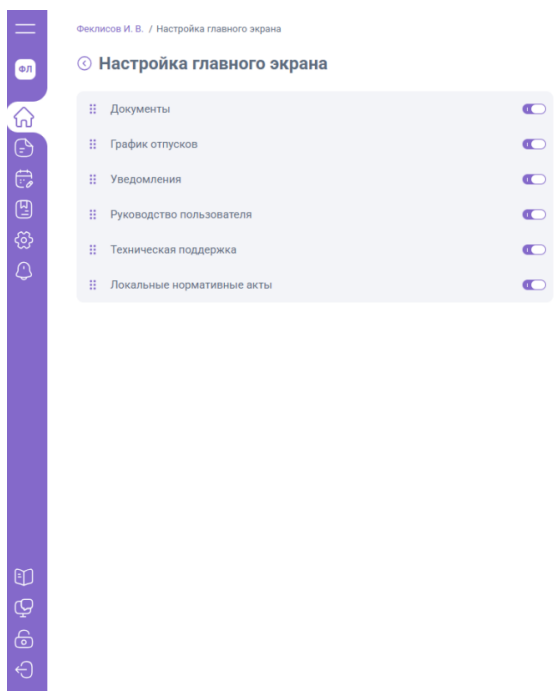 Феклисов И. В. / Настройка главного экрана
ФЛ
Настройка главного экрана
Документы
График отпусков
Уведомления
Руководство пользователя
Техническая поддержка
Локальные нормативные акты